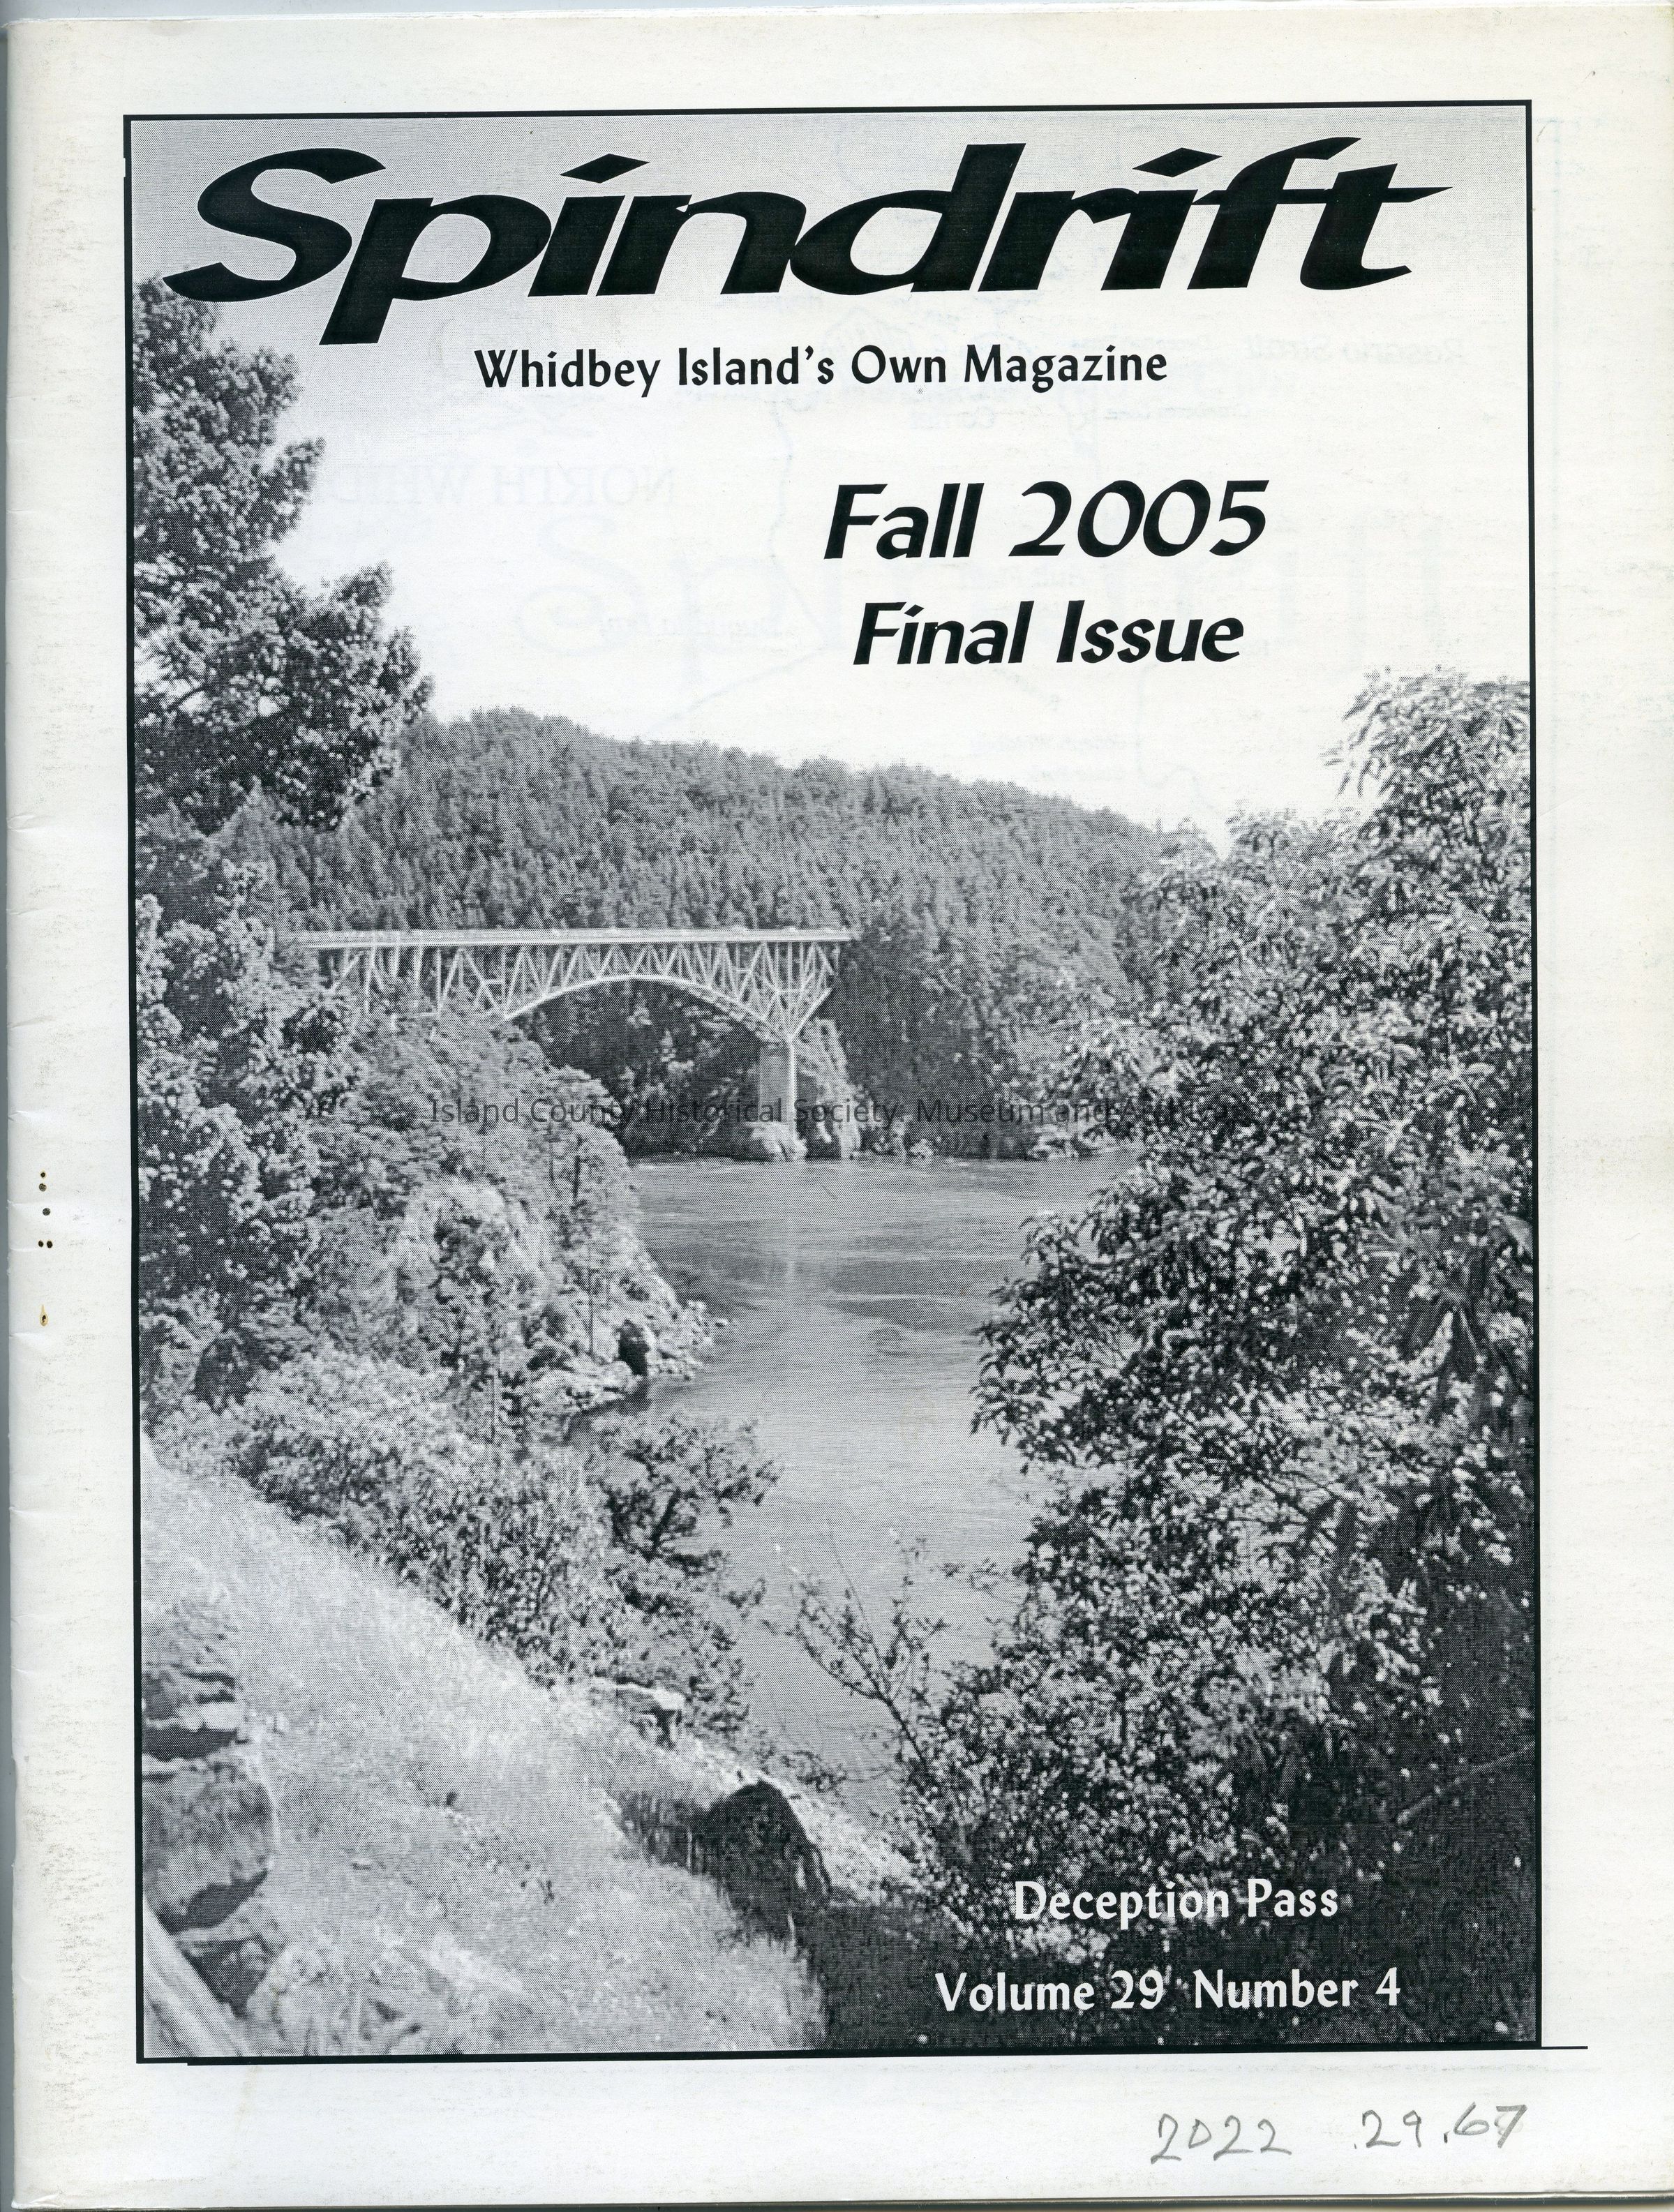 Spindrift
Whidbey Island's Own Magazine
Fall 2005
Final Issue
Island County Historical Society, Museum and Archives
Deception Pass
Volume 29 Number 4
2022 .29.67